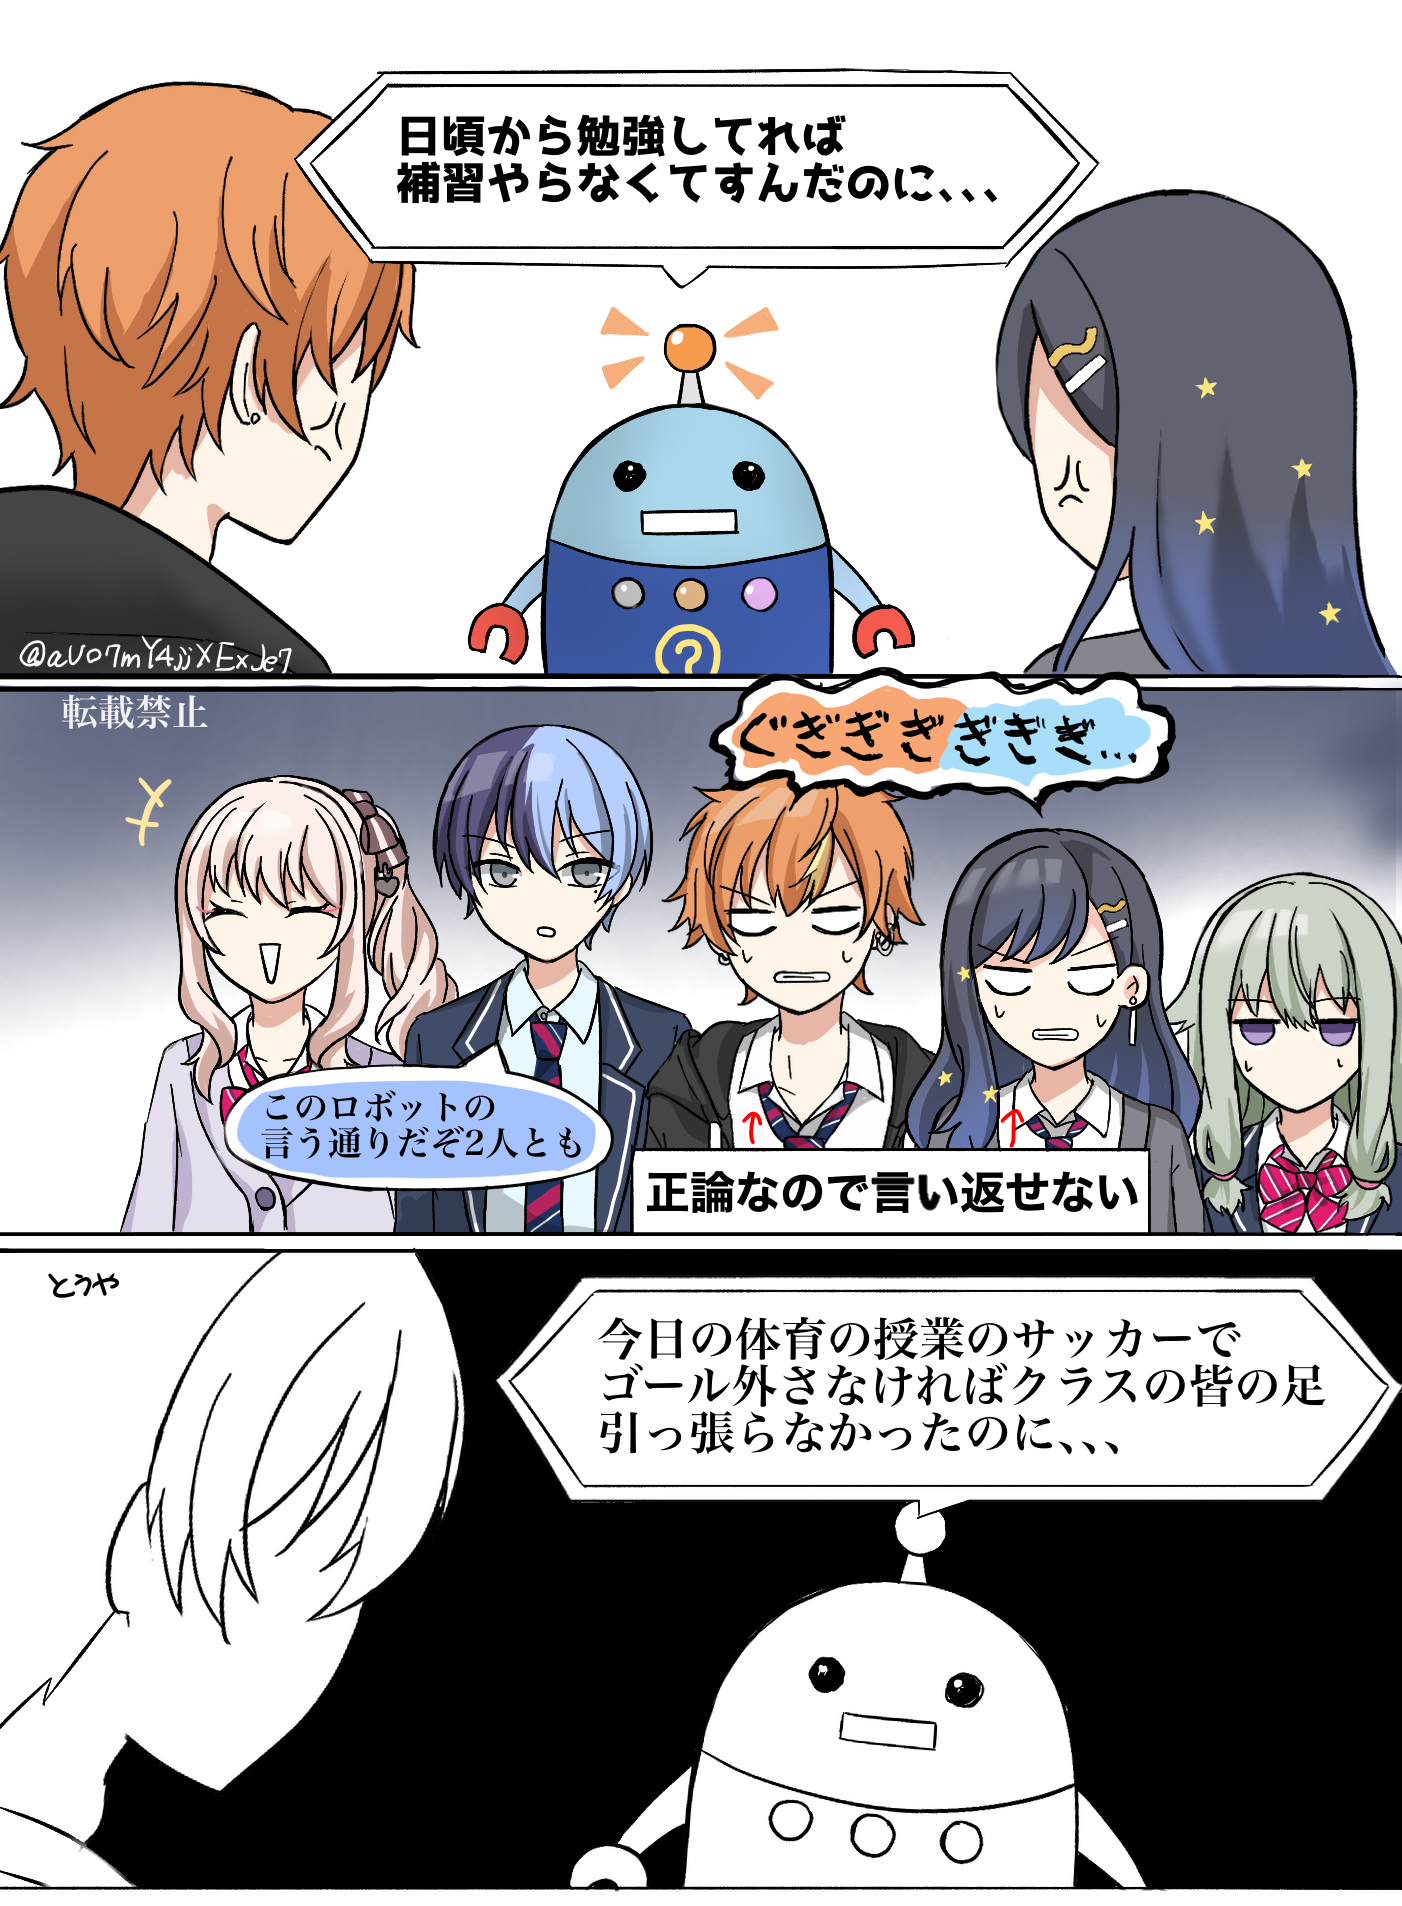 日頃から勉強してれば
補習やらなくてすんだのに、、、
?
@aUo7mY4jjXExJe7
転載禁止
ぐぎぎぎぎぎぎ...
このロボットの
言う通りだぞ2人とも
正論なので言い返せない
とうや
今日の体育の授業のサッカーで
ゴール外さなければクラスの皆の足
引っ張らなかったのに、、、